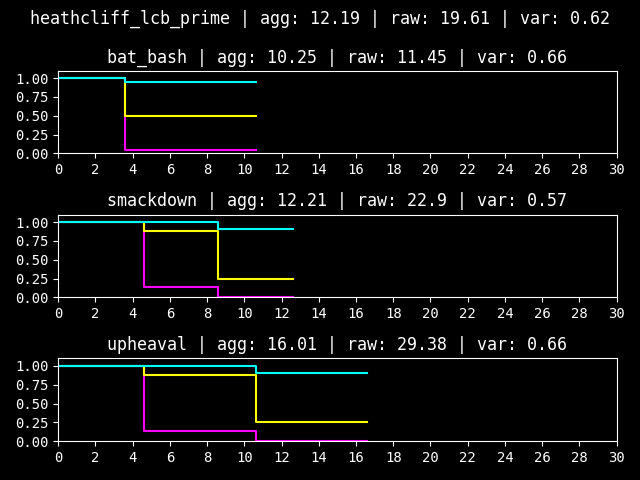 heathcliff_lcb_prime | agg: 12.19 | raw: 19.61 | var: 0.62
bat_bash | agg: 10.25 | raw: 11.45 | var: 0.66
1.00
0.75
0.50
0.25
0.00
0 2 4 6 8 10 12 14 16 18 20 22 24 26 28 30
smackdown | agg: 12.21 | raw: 22.9 | var: 0.57
1.00
0.75
0.50
0.25
0.00
0 2 4 6 8 10 12 14 16 18 20 22 24 26 28 30
upheaval | agg: 16.01 | raw: 29.38 | var: 0.66
1.00
0.75
0.50
0.25
0.00
0 2 4 6 8 10 12 14 16 18 20 22 24 26 28 30